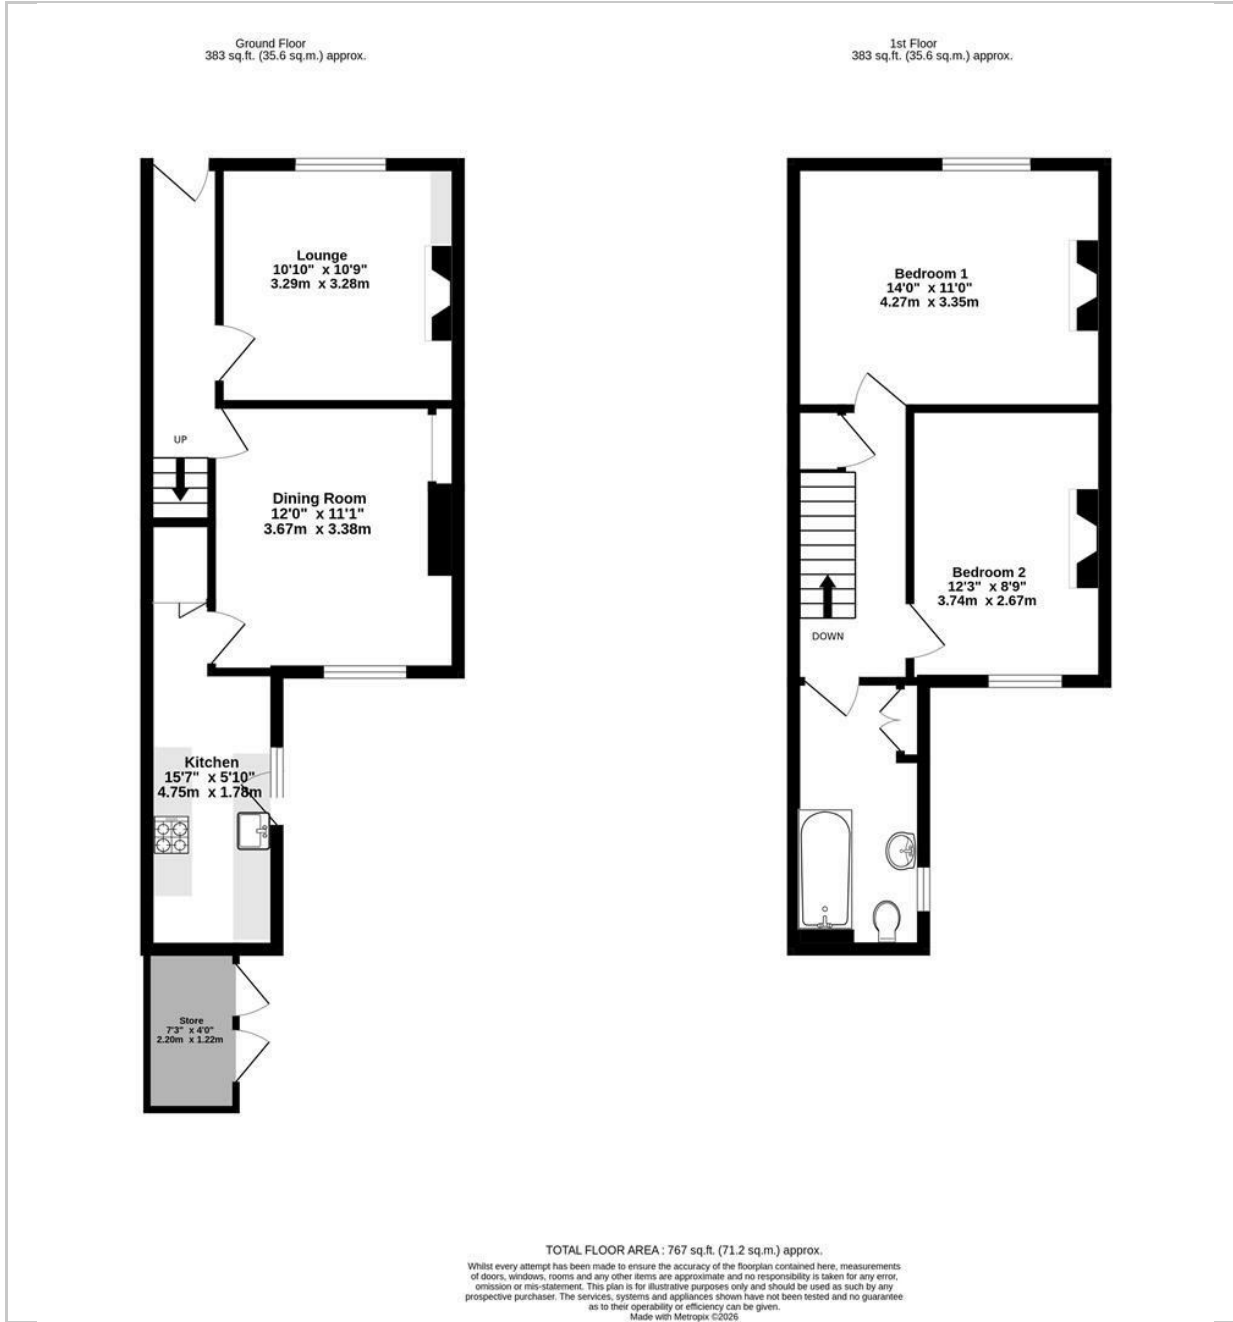 Ground Floor
383 sq.ft. (35.6 sq.m.) approx.
1st Floor
383 sq.ft. (35.6 sq.m.) approx.
Lounge
10'10" x 10'9"
3.29m x 3.28m
Bedroom 1
14'0" x 11'0"
4.27m x 3.35m
UP
Dining Room
12'0" x 11'1"
3.67m x 3.38m
Bedroom 2
12'3" x 8'9"
3.74m x 2.67m
DOWN
Kitchen
15'7" x 5'10"
4.75m x 1.78m
Store
7'3" x 4'0"
2.20m x 1.22m
TOTAL FLOOR AREA : 767 sq.ft. (71.2 sq.m.) approx.
Whilst every attempt has been made to ensure the accuracy of the floorplan contained here, measurements
of doors, windows, rooms and any other items are approximate and no responsibility is taken for any error,
omission or mis-statement. This plan is for illustrative purposes only and should be used as such by any
prospective purchaser. The services, systems and appliances shown have not been tested and no guarantee
as to their operability or efficiency can be given.
Made with Metropix ©2026